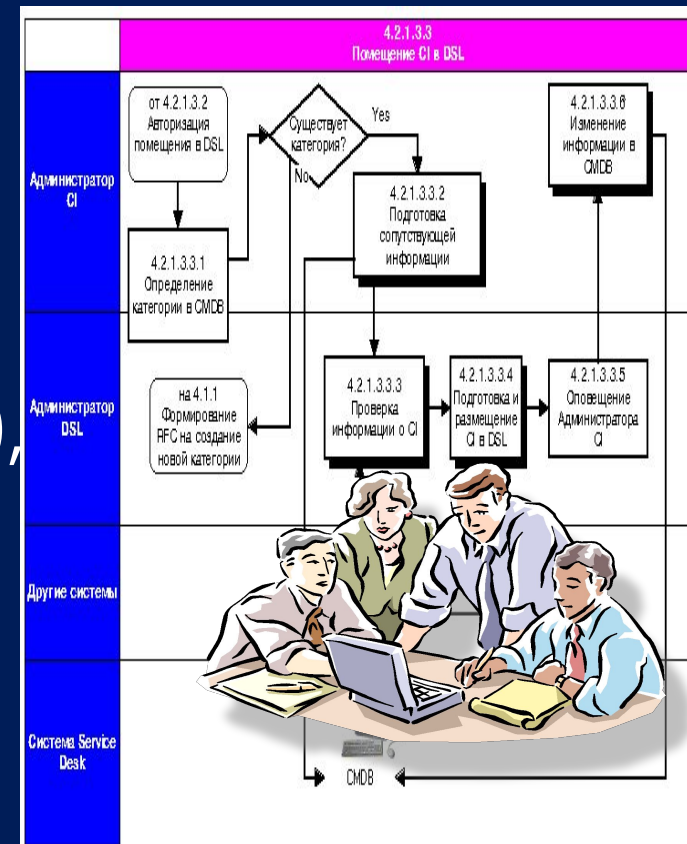 4.2.1.3.3
Помещение CI в DSL
Администратор
CI
от 4.2.1.3.2
Авторизация
помещения в DSL
Существует
категория?
Yes
No
4.2.1.3.3.6
Изменение
информации в
CMDB
4.2.1.3.3.2
Подготовка
сопутствующей
информации
4.2.1.3.3.1
Определение
категории в CMDB
Администратор
DSL
на 4.1.1
Формирование
RFC на создание
новой категории
4.2.1.3.3.3
Проверка
информации о CI
4.2.1.3.3.4
Подготовка и
размещение
CI в DSL
4.2.1.3.3.5
Оповещение
Администратора
CI
),
Другие системы
Система Service
Desk
CMDB